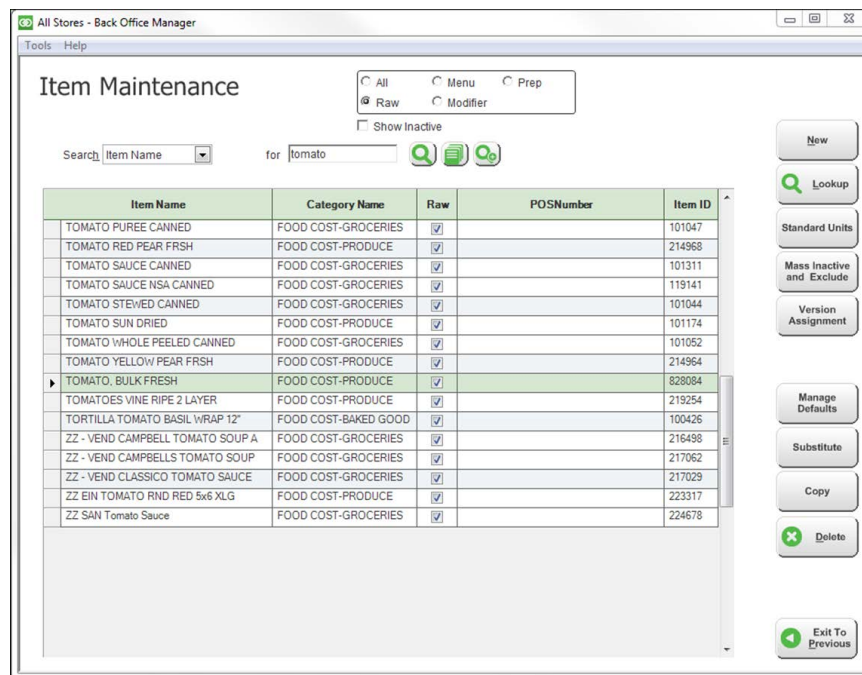 All Stores - Back Office Manager
Tools Help
Item Maintenance
All Menu Prep
Raw Modifier
Show Inactive
Search Item Name for tomato
New
Lookup
Standard Units
Mass Inactive
and Exclude
Version
Assignment
Manage
Defaults
Substitute
Copy
Delete
Exit To
Previous
Item Name Category Name Raw POSNumber Item ID
TOMATO PUREE CANNED FOOD COST-GROCERIES 101047
TOMATO RED PEAR FRSH FOOD COST-PRODUCE 214968
TOMATO SAUCE CANNED FOOD COST-GROCERIES 101311
TOMATO SAUCE NSA CANNED FOOD COST-GROCERIES 119141
TOMATO STEWED CANNED FOOD COST-GROCERIES 101044
TOMATO SUN DRIED FOOD COST-PRODUCE 101174
TOMATO WHOLE PEELED CANNED FOOD COST-GROCERIES 101052
TOMATO YELLOW PEAR FRSH FOOD COST-PRODUCE 214964
TOMATO, BULK FRESH FOOD COST-PRODUCE 828084
TOMATOES VINE RIPE 2 LAYER FOOD COST-PRODUCE 219254
TORTILLA TOMATO BASIL WRAP 12" FOOD COST-BAKED GOOD 100426
ZZ - VEND CAMPBELL TOMATO SOUP A FOOD COST-GROCERIES 216498
ZZ - VEND CAMPBELLS TOMATO SOUP FOOD COST-GROCERIES 217062
ZZ - VEND CLASSICO TOMATO SAUCE FOOD COST-GROCERIES 217029
ZZ EIN TOMATO RND RED 5x6 XLG FOOD COST-PRODUCE 223317
ZZ SAN Tomato Sauce FOOD COST-GROCERIES 224678